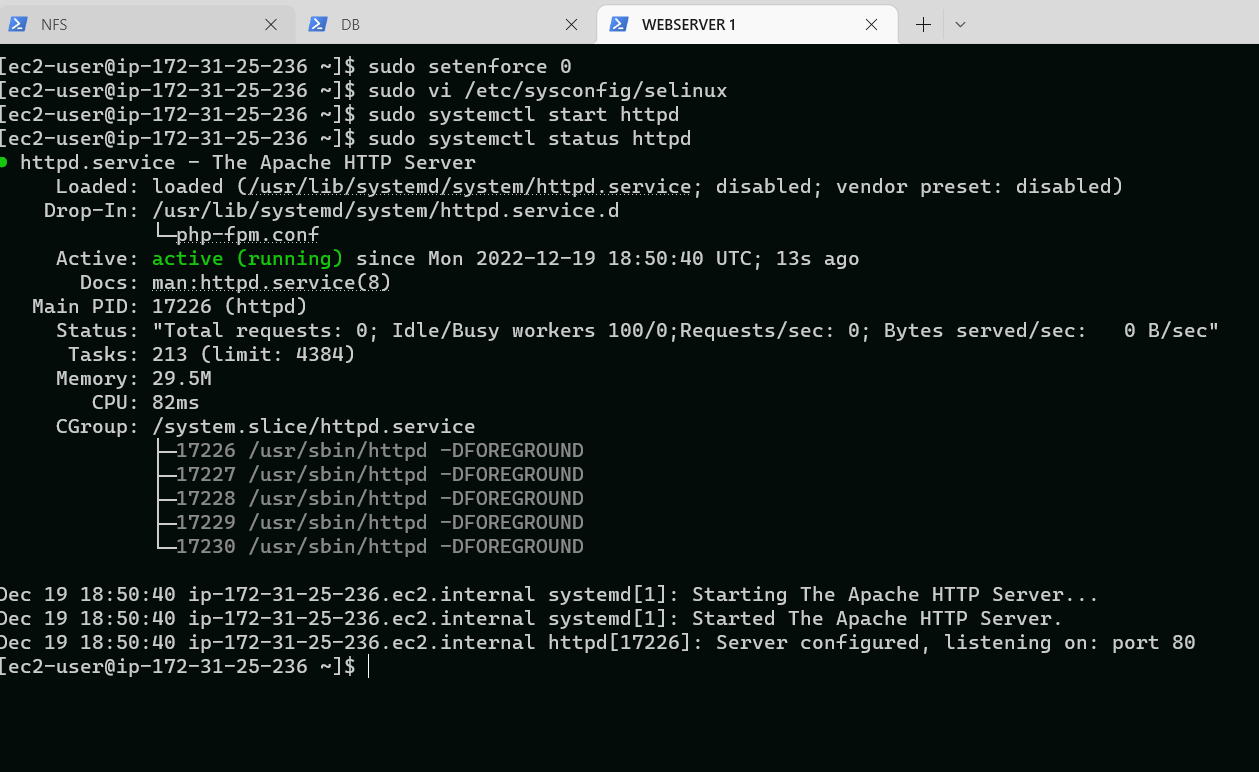 NFS
DB
WEBSERVER 1
[ec2-user@ip-172-31-25-236 ~]$ sudo setenforce 0
[ec2-user@ip-172-31-25-236 ~]$ sudo vi /etc/sysconfig/selinux
[ec2-user@ip-172-31-25-236 ~]$ sudo systemctl start httpd
[ec2-user@ip-172-31-25-236 ~]$ sudo systemctl status httpd
● httpd.service - The Apache HTTP Server
Loaded: loaded (/usr/lib/systemd/system/httpd.service; disabled; vendor preset: disabled)
Drop-In: /usr/lib/systemd/system/httpd.service.d
└─php-fpm.conf
Active: active (running) since Mon 2022-12-19 18:50:40 UTC; 13s ago
Docs: man:httpd.service(8)
Main PID: 17226 (httpd)
Status: "Total requests: 0; Idle/Busy workers 100/0;Requests/sec: 0; Bytes served/sec:   0 B/sec"
Tasks: 213 (limit: 4384)
Memory: 29.5M
CPU: 82ms
CGroup: /system.slice/httpd.service
├─17226 /usr/sbin/httpd -DFOREGROUND
├─17227 /usr/sbin/httpd -DFOREGROUND
├─17228 /usr/sbin/httpd -DFOREGROUND
├─17229 /usr/sbin/httpd -DFOREGROUND
└─17230 /usr/sbin/httpd -DFOREGROUND
Dec 19 18:50:40 ip-172-31-25-236.ec2.internal systemd[1]: Starting The Apache HTTP Server...
Dec 19 18:50:40 ip-172-31-25-236.ec2.internal systemd[1]: Started The Apache HTTP Server.
Dec 19 18:50:40 ip-172-31-25-236.ec2.internal httpd[17226]: Server configured, listening on: port 80
[ec2-user@ip-172-31-25-236 ~]$